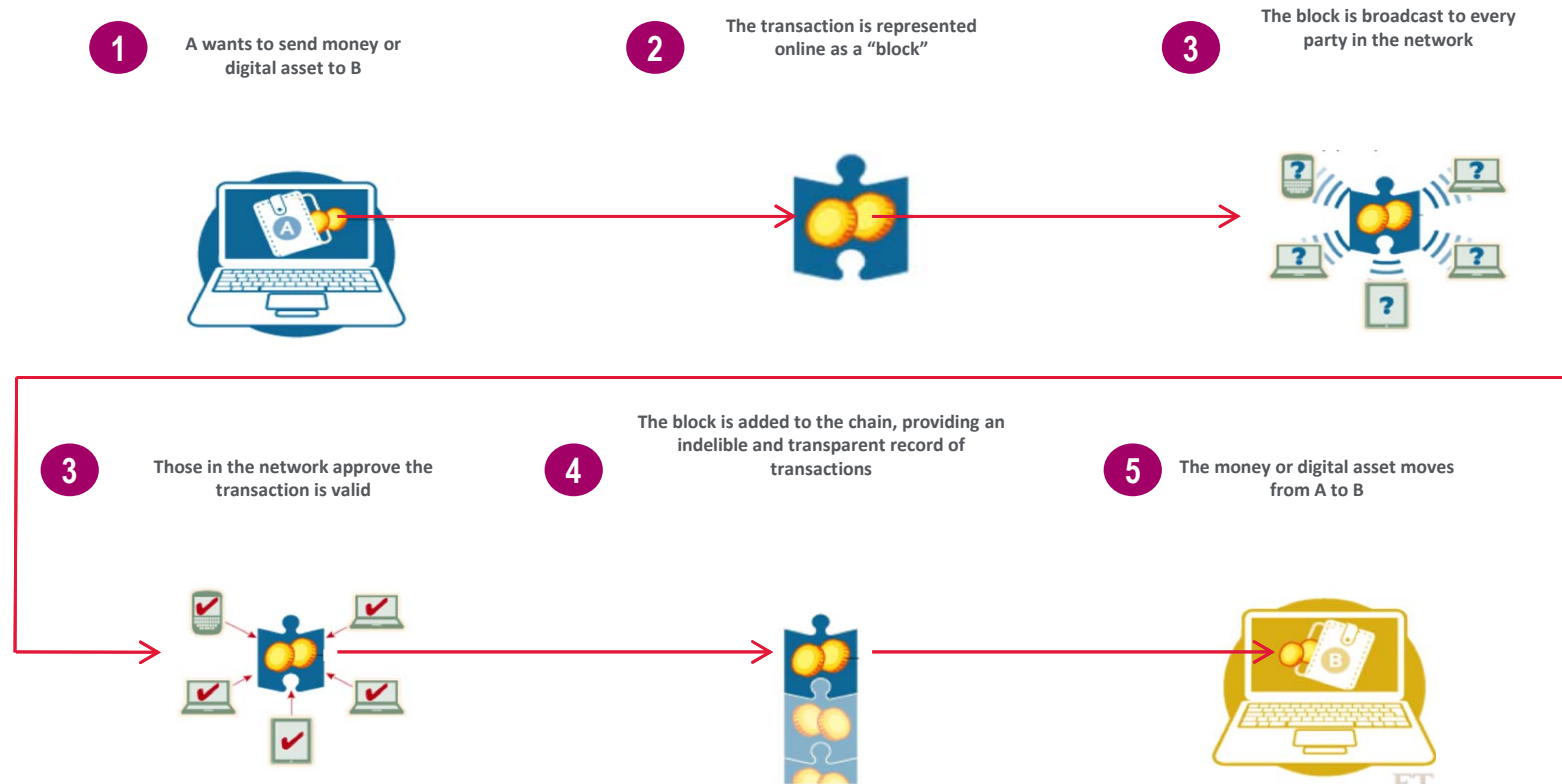 1
A wants to send money or
digital asset to B
2
The transaction is represented
online as a “block”
3
The block is broadcast to every
party in the network
A
?
?
?
?
?
3
Those in the network approve the
transaction is valid
4
The block is added to the chain, providing an
indelible and transparent record of
transactions
5
The money or digital asset moves
from A to B
B
FT